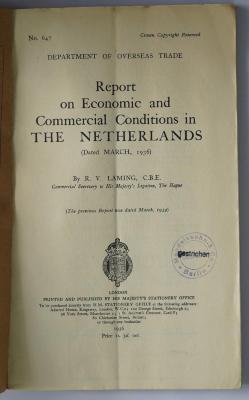 No. 647
Crown Copyright Reserved
DEPARTMENT OF OVERSEAS TRADE
Report
on Economic and
Commercial Conditions in
THE NETHERLANDS
(Dated MARCH, 1936)
By R. V. LAMING, C.B.E.
Commercial Secretary to His Majesty's Legation, The Hague
(The previous Report was dated March, 1934)
Gestrichen
Berlin
LONDON
PRINTED AND PUBLISHED BY HIS MAJESTY'S STATIONERY OFFICE
To be purchased directly from H.M. STATIONERY OFFICE at the following addresses:
Adastral House, Kingsway, London, W.C.2; 120 George Street, Edinburgh 2;
26 York Street, Manchester 1; 1 St. Andrew's Crescent, Cardiff;
80 Chichester Street, Belfast;
or through any bookseller
1936
Price 1s. 3d. net.